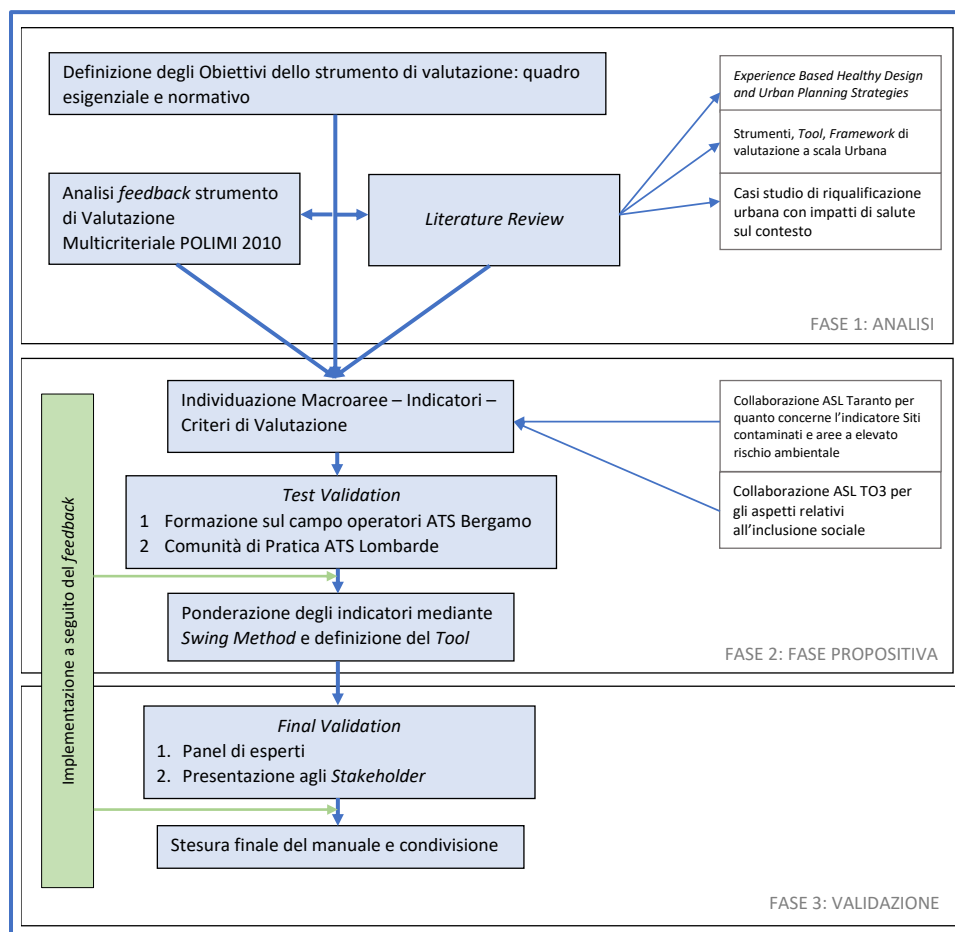 Definizione degli Obiettivi dello strumento di valutazione: quadro
esigenziale e normativo
Analisi feedback strumento
di Valutazione
Multicriteriale POLIMI 2010
Literature Review
Experience Based Healthy Design
and Urban Planning Strategies
Strumenti, Tool, Framework di
valutazione a scala Urbana
Casi studio di riqualificazione
urbana con impatti di salute
sul contesto
FASE 1: ANALISI
Individuazione Macroaree – Indicatori –
Criteri di Valutazione
Collaborazione ASL Taranto per
quanto concerne l'indicatore Siti
contaminati e aree a elevato
rischio ambientale
Collaborazione ASL TO3 per
gli aspetti relativi
all'inclusione sociale
Test Validation
1 Formazione sul campo operatori ATS Bergamo
2 Comunità di Pratica ATS Lombarde
Ponderazione degli indicatori mediante
Swing Method e definizione del Tool
FASE 2: FASE PROPOSITIVA
Implementazione a seguito del feedback
Final Validation
1. Panel di esperti
2. Presentazione agli Stakeholder
Stesura finale del manuale e condivisione
FASE 3: VALIDAZIONE